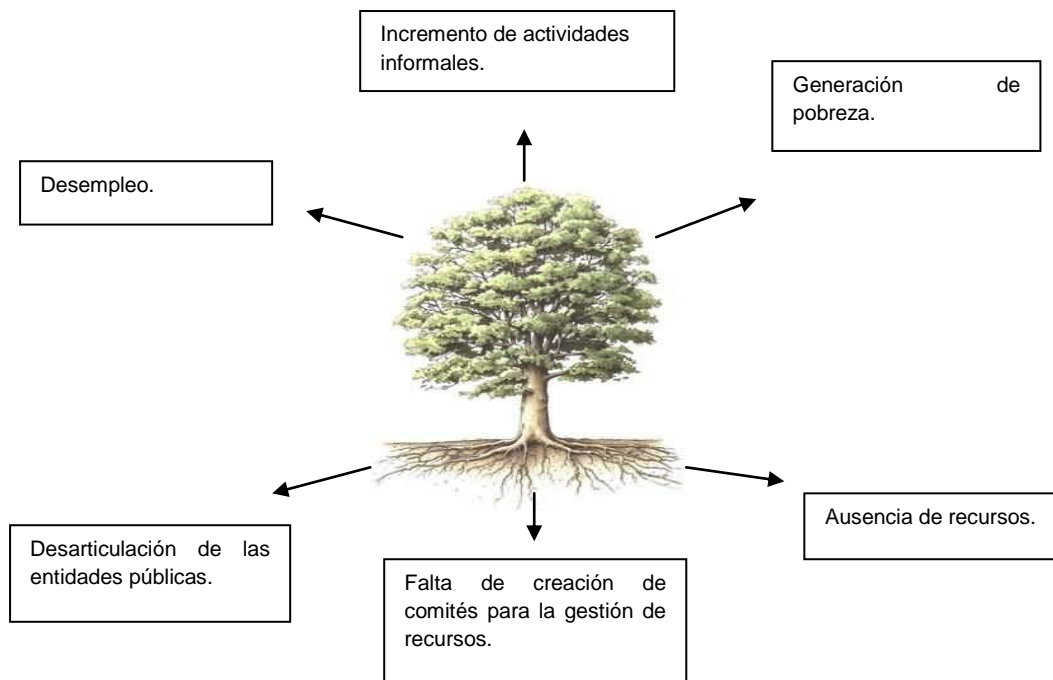 Incremento de actividades
informales.
Generación de
pobreza.
Desempleo.
Ausencia de recursos.
Desarticulación de las
entidades públicas.
Falta de creación de
comités para la gestión de
recursos.